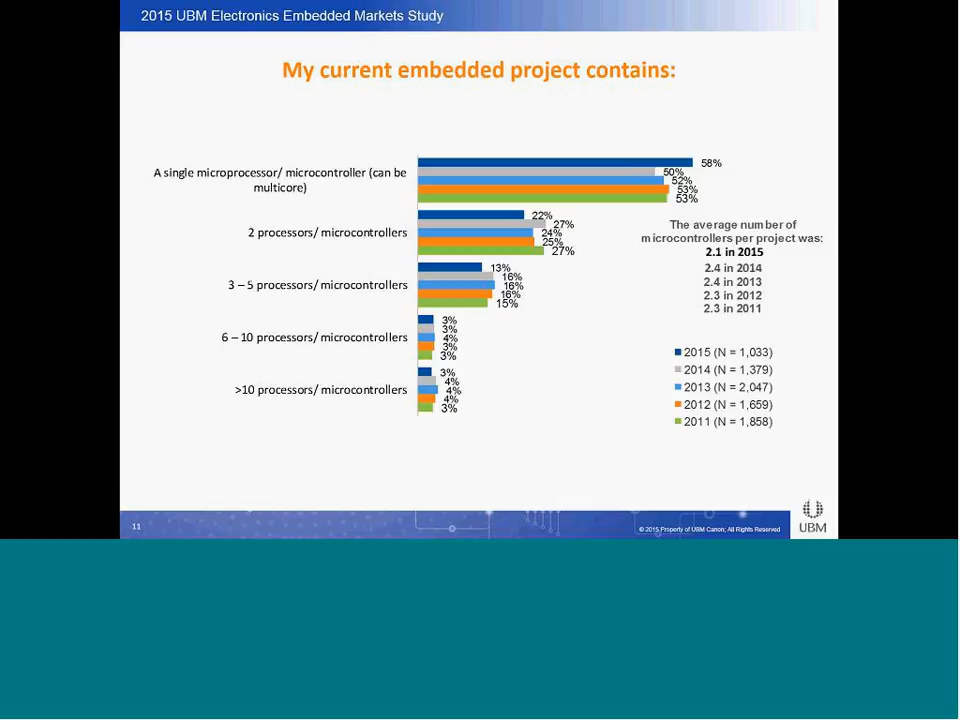 2015 UBM Electronics Embedded Markets Study
My current embedded project contains:
A single microprocessor/ microcontroller (can be
multicore)
58%
50%
52%
53%
53%
2 processors/ microcontrollers
22%
27%
24%
25%
27%
3 – 5 processors/ microcontrollers
13%
16%
16%
16%
15%
6 – 10 processors/ microcontrollers
3%
3%
4%
3%
3%
>10 processors/ microcontrollers
3%
4%
4%
4%
3%
The average number of
microcontrollers per project was:
2.1 in 2015
2.4 in 2014
2.4 in 2013
2.3 in 2012
2.3 in 2011
2015 (N = 1,033)
2014 (N = 1,379)
2013 (N = 2,047)
2012 (N = 1,659)
2011 (N = 1,858)
11
© 2015 Property of UBM Canon; All Rights Reserved
UBM